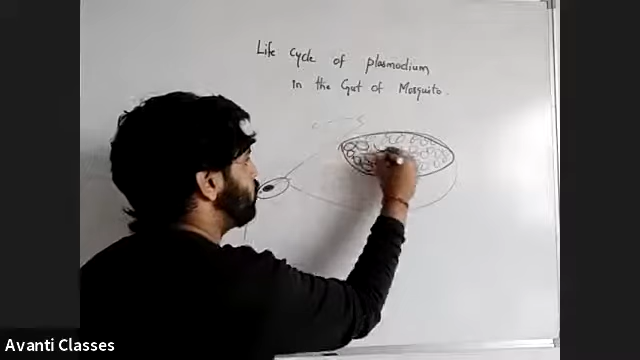 Life cycle of plasmodium
in the Gut of Mosquito.
Avanti Classes